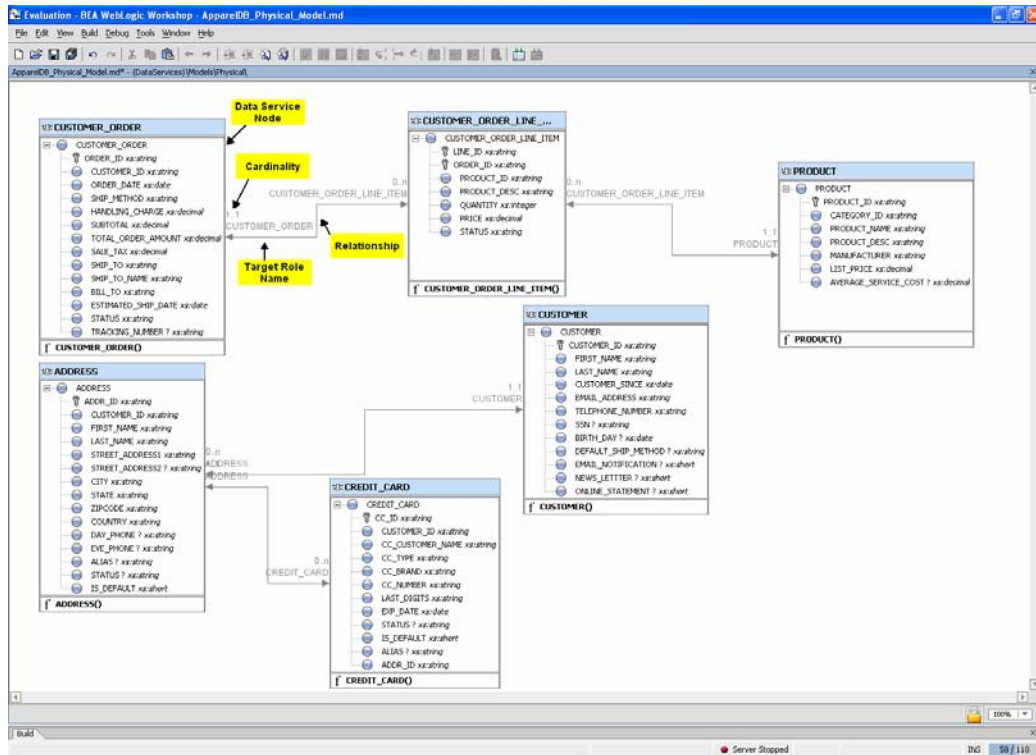 Evaluation - BEA WebLogic Workshop - ApparelDB_Physical_Model.md
File Edit View Build Debug Tools Window Help
ApparelDB_Physical_Model.md* - {DataServices}\Models\Physical\
Data Service Node
Cardinality
Relationship
Target Role Name
CUSTOMER_ORDER
CUSTOMER_ORDER
ORDER_ID xs:string
CUSTOMER_ID xs:string
ORDER_DATE xs:date
SHIP_METHOD xs:string
HANDLING_CHARGE xs:decimal
SUBTOTAL xs:decimal
TOTAL_ORDER_AMOUNT xs:decimal
SALE_TAX xs:decimal
SHIP_TO xs:string
SHIP_TO_NAME xs:string
BILL_TO xs:string
ESTIMATED_SHIP_DATE xs:date
STATUS xs:string
TRACKING_NUMBER ? xs:string
CUSTOMER_ORDER()
0..n
CUSTOMER_ORDER_LINE_ITEM
1..1
CUSTOMER_ORDER
CUSTOMER_ORDER_LINE_...
CUSTOMER_ORDER_LINE_ITEM
LINE_ID xs:string
ORDER_ID xs:string
PRODUCT_ID xs:string
PRODUCT_DESC xs:string
QUANTITY xs:integer
PRICE xs:decimal
STATUS xs:string
CUSTOMER_ORDER_LINE_ITEM()
0..n
CUSTOMER_ORDER_LINE_ITEM
1..1
PRODUCT
PRODUCT
PRODUCT
PRODUCT_ID xs:string
CATEGORY_ID xs:string
PRODUCT_NAME xs:string
PRODUCT_DESC xs:string
MANUFACTURER xs:string
LIST_PRICE xs:decimal
AVERAGE_SERVICE_COST ? xs:decimal
PRODUCT()
CUSTOMER
CUSTOMER
CUSTOMER_ID xs:string
FIRST_NAME xs:string
LAST_NAME xs:string
CUSTOMER_SINCE xs:date
EMAIL_ADDRESS xs:string
TELEPHONE_NUMBER xs:string
SSN ? xs:string
BIRTH_DAY ? xs:date
DEFAULT_SHIP_METHOD ? xs:string
EMAIL_NOTIFICATION ? xs:short
NEWS_LETTTER ? xs:short
ONLINE_STATEMENT ? xs:short
CUSTOMER()
1..1
CUSTOMER
ADDRESS
ADDRESS
ADDR_ID xs:string
CUSTOMER_ID xs:string
FIRST_NAME xs:string
LAST_NAME xs:string
STREET_ADDRESS1 xs:string
STREET_ADDRESS2 ? xs:string
CITY xs:string
STATE xs:string
ZIPCODE xs:string
COUNTRY xs:string
DAY_PHONE ? xs:string
EVE_PHONE ? xs:string
ALIAS ? xs:string
STATUS ? xs:string
IS_DEFAULT xs:short
ADDRESS()
0..n
ADDRESS
ADDRESS
0..n
CREDIT_CARD
CREDIT_CARD
CREDIT_CARD
CC_ID xs:string
CUSTOMER_ID xs:string
CC_CUSTOMER_NAME xs:string
CC_TYPE xs:string
CC_BRAND xs:string
CC_NUMBER xs:string
LAST_DIGITS xs:string
EXP_DATE xs:date
STATUS ? xs:string
IS_DEFAULT xs:short
ALIAS ? xs:string
ADDR_ID xs:string
CREDIT_CARD()
100%
Build
Server Stopped
INS
58 / 110